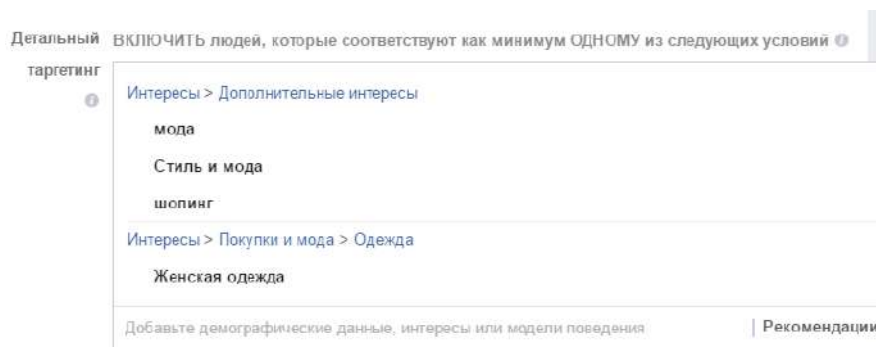 Детальный таргетинг
ВКЛЮЧИТЬ людей, которые соответствуют как минимум ОДНОМУ из следующих условий
Интересы > Дополнительные интересы
мода
Стиль и мода
шопинг
Интересы > Покупки и мода > Одежда
Женская одежда
Добавьте демографические данные, интересы или модели поведения
Рекомендации